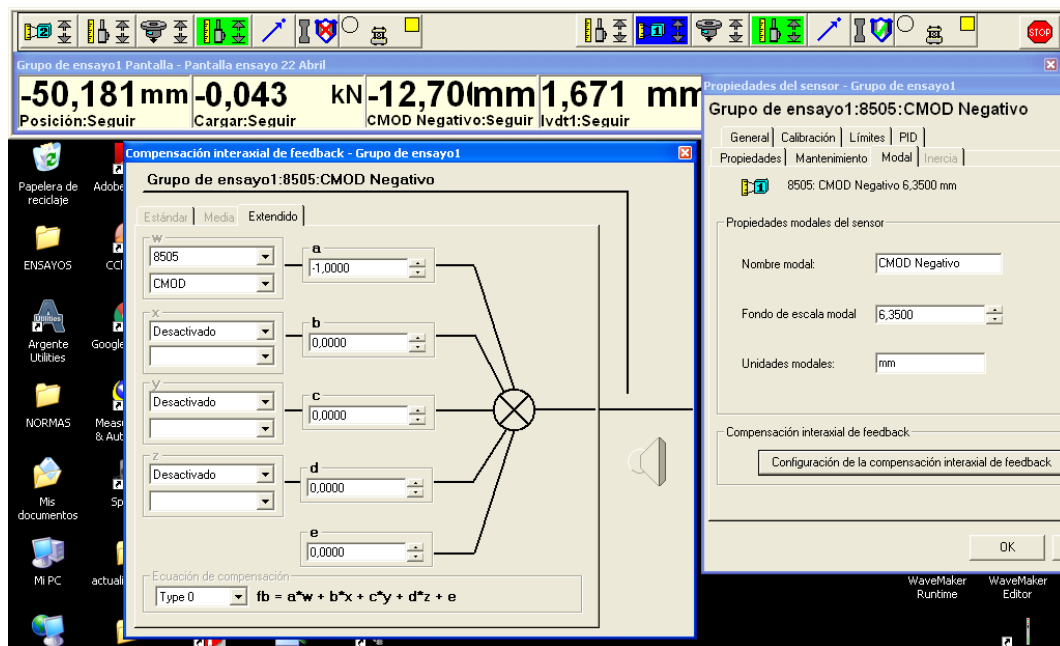 STOP
Grupo de ensayo1 Pantalla - Pantalla ensayo 22 Abril
-50,181 mm -0,043 kN -12,70 mm 1,671 mm
Posición:Seguir Cargar:Seguir CMOD Negativo:Seguir lvdt1:Seguir
Papelera de reciclaje
Adobe
ENSAYOS
Argente Utilities
Google
NORMAS
Meas
& Aut
Mis documentos
Sp
Mi PC
actuali
Compensación interaxial de feedback - Grupo de ensayo1
Grupo de ensayo1:8505:CMOD Negativo
Estándar Media Extendido
w
8505
CMOD
a
-1,0000
x
Desactivado
b
0,0000
y
Desactivado
c
0,0000
z
Desactivado
d
0,0000
e
0,0000
Ecuación de compensación
Type 0 fb = a*w + b*x + c*y + d*z + e
Propiedades del sensor - Grupo de ensayo1
Grupo de ensayo1:8505:CMOD Negativo
General Calibración Límites PID
Propiedades Mantenimiento Modal Inercia
8505: CMOD Negativo 6,3500 mm
Propiedades modales del sensor
Nombre modal: CMOD Negativo
Fondo de escala modal 6,3500
Unidades modales: mm
Compensación interaxial de feedback
Configuración de la compensación interaxial de feedback
OK
WaveMaker Runtime
WaveMaker Editor